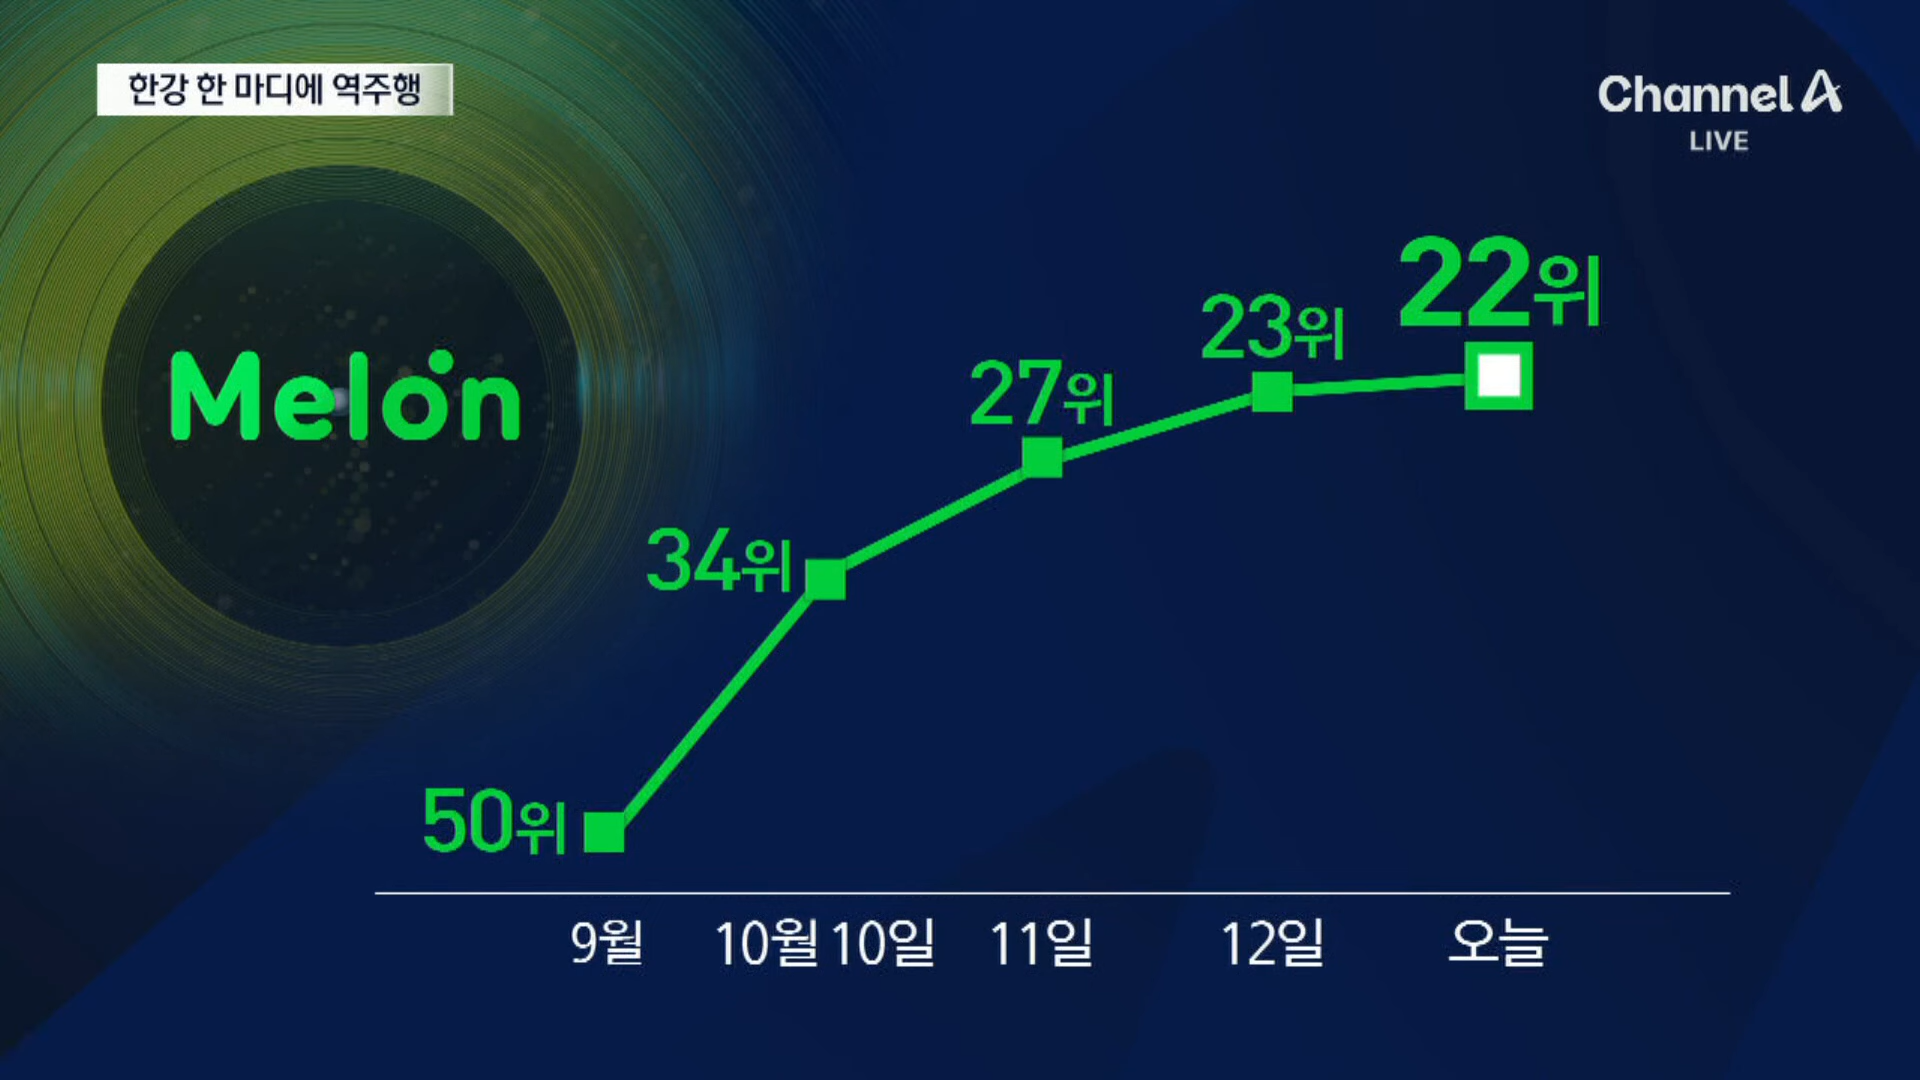 한강 한 마디에 역주행
Channel A
LIVE
Melon
22위
23위
27위
34위
50위
9월 10월 10일 11일 12일 오늘